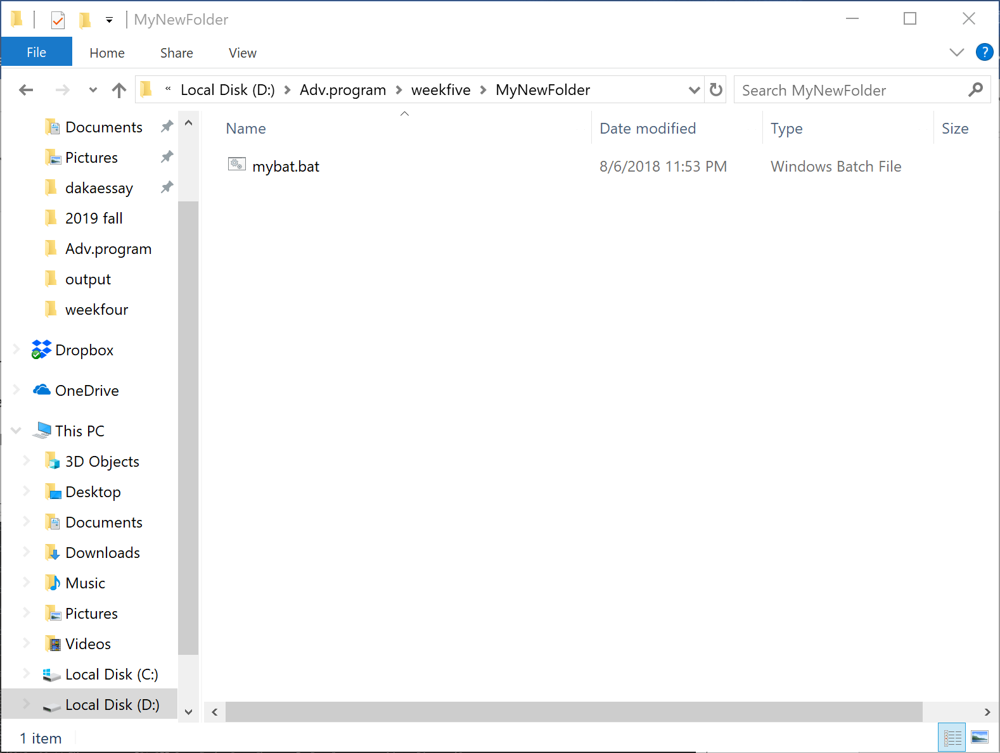 MyNewFolder
File Home Share View
?
« Local Disk (D:) Adv.program weekfive MyNewFolder
Search MyNewFolder
Name Date modified Type Size
mybat.bat 8/6/2018 11:53 PM Windows Batch File
Documents
Pictures
dakaessay
2019 fall
Adv.program
output
weekfour
Dropbox
OneDrive
This PC
3D Objects
Desktop
Documents
Downloads
Music
Pictures
Videos
Local Disk (C:)
Local Disk (D:)
1 item